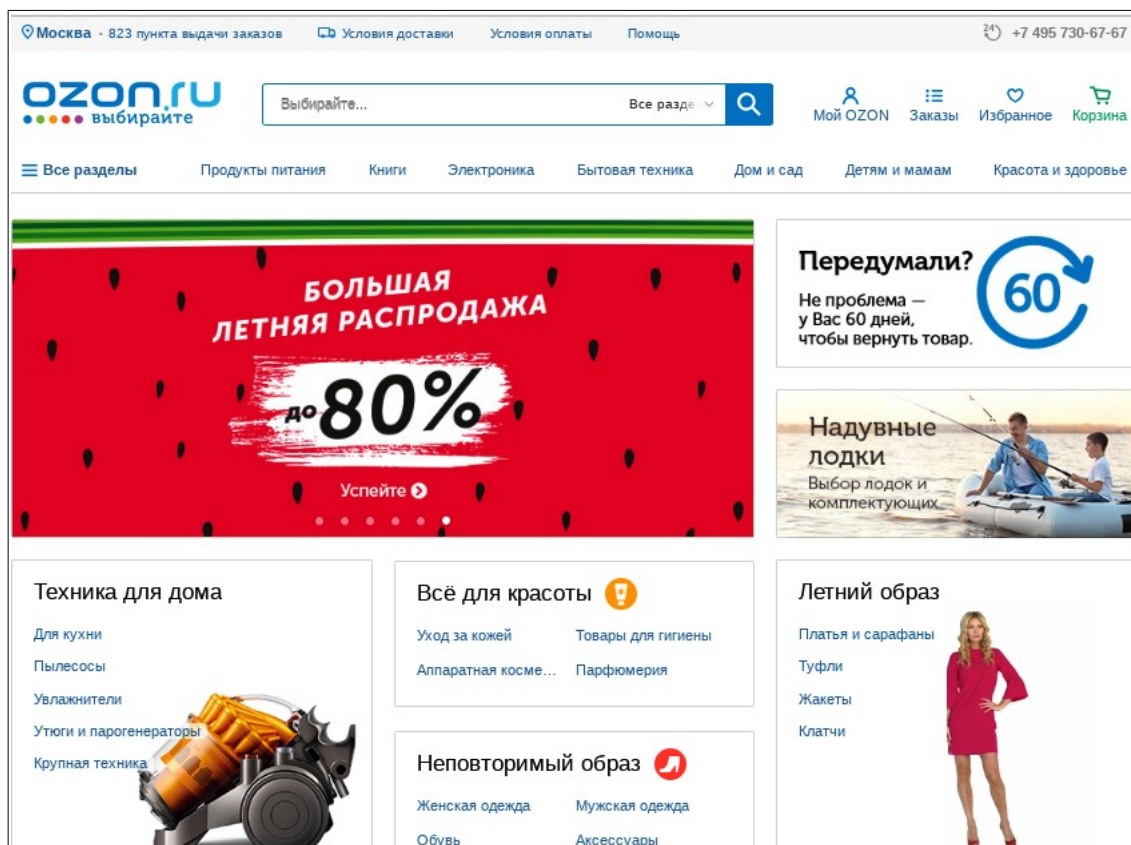 Москва • 823 пункта выдачи заказов Условия доставки Условия оплаты Помощь 24 +7 495 730-67-67
ozon.ru
выбирайте
Выбирайте... Все разде
Мой OZON Заказы Избранное Корзина
Все разделы Продукты питания Книги Электроника Бытовая техника Дом и сад Детям и мамам Красота и здоровье
БОЛЬШАЯ
ЛЕТНЯЯ РАСПРОДАЖА
до 80%
Успейте
Передумали?
Не проблема —
у Вас 60 дней,
чтобы вернуть товар.
60
Надувные
лодки
Выбор лодок и
комплектующих
Техника для дома
Для кухни
Пылесосы
Увлажнители
Утюги и парогенераторы
Крупная техника
Всё для красоты
Уход за кожей Товары для гигиены
Аппаратная косме... Парфюмерия
Неповторимый образ
Женская одежда Мужская одежда
Обувь Аксессуары
Летний образ
Платья и сарафаны
Туфли
Жакеты
Клатчи